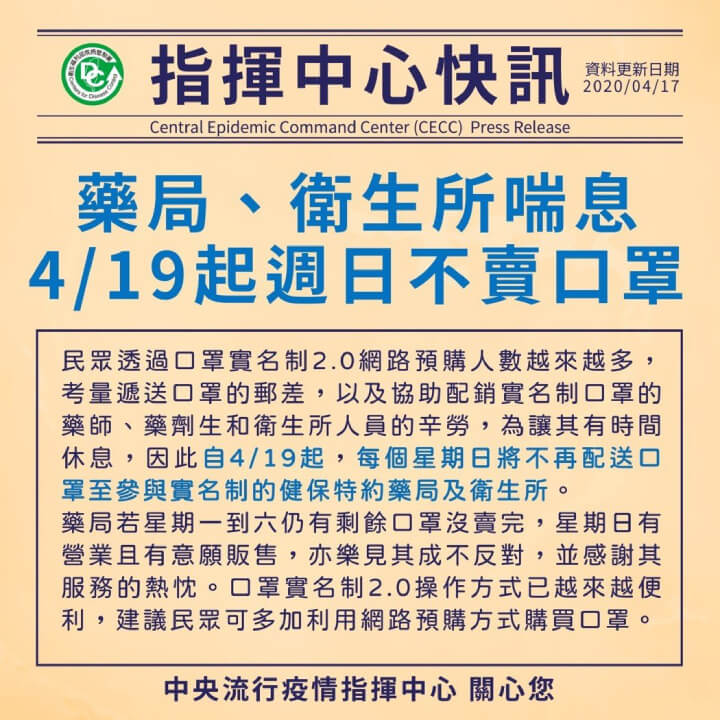 指揮中心快訊
資料更新日期
2020/04/17
Central Epidemic Command Center (CECC) Press Release
藥局、衛生所喘息
4/19起週日不賣口罩
民眾透過口罩實名制2.0網路預購人數越來越多，
考量遞送口罩的郵差，以及協助配銷實名制口罩的
藥師、藥劑生和衛生所人員的辛勞，為讓其有時間
休息，因此自4/19起，每個星期日將不再配送口
罩至參與實名制的健保特約藥局及衛生所。
藥局若星期一到六仍有剩餘口罩沒賣完，星期日有
營業且有意願販售，亦樂見其成不反對，並感謝其
服務的熱忱。口罩實名制2.0操作方式已越來越便
利，建議民眾可多加利用網路預購方式購買口罩。
中央流行疫情指揮中心 關心您